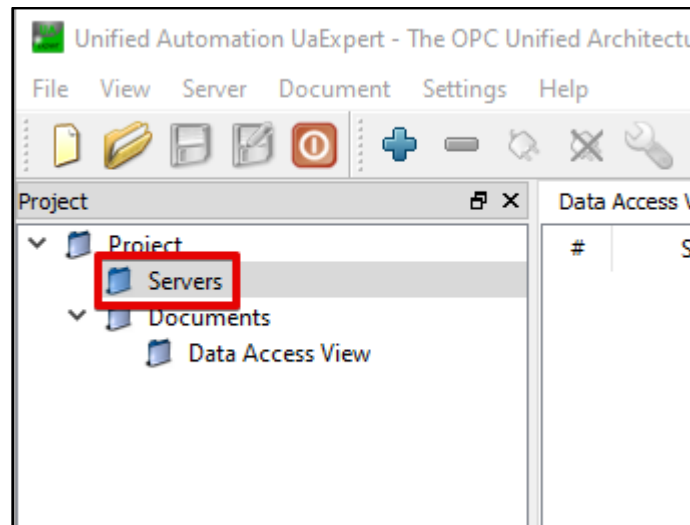 Unified Automation UaExpert - The OPC Unified Architectu
File View Server Document Settings Help
Project
Data Access V
Project
# S
Servers
Documents
Data Access View